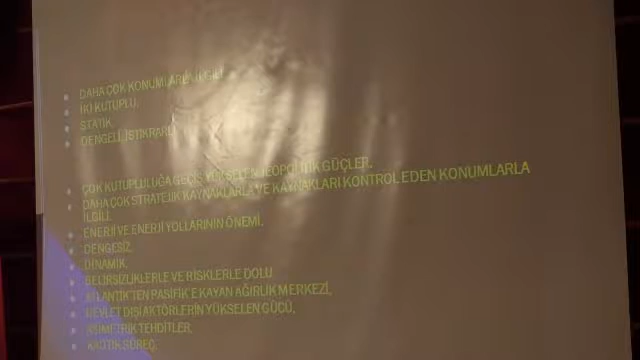 DAHA ÇOK KONUMLARLA İLGİLİ,
İKİ KUTUPLU,
STATİK,
DENGELİ, İSTİKRARLI
ÇOK KUTUPLULUĞA GEÇİŞ, YÜKSELEN JEOPOLİTİK GÜÇLER.
DAHA ÇOK STRATEJİK KAYNAKLARLA VE KAYNAKLARI KONTROL EDEN KONUMLARLA
İLGİLİ,
ENERJİ VE ENERJİ YOLLARININ ÖNEMİ,
DENGESİZ,
DİNAMİK,
BELİRSİZLİKLERLE VE RİSKLERLE DOLU
ATLANTİK'TEN PASİFİK'E KAYAN AĞIRLIK MERKEZİ,
DEVLET DIŞI AKTÖRLERİN YÜKSELEN GÜCÜ,
ASİMETRİK TEHDİTLER,
KAOTİK SÜREÇ,